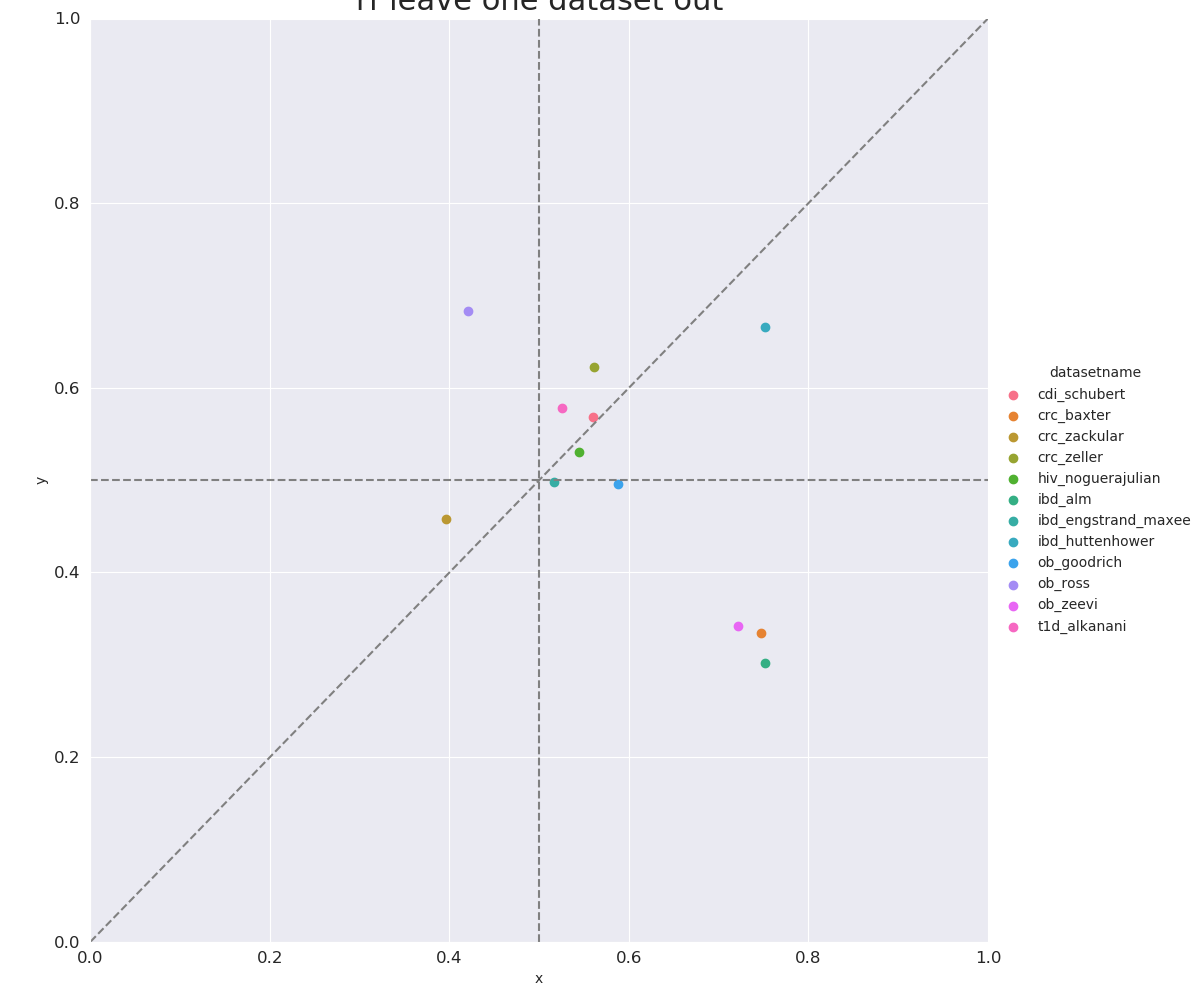 leave one dataset out
1.0
0.8
0.6
0.4
0.2
0.0
y
0.0 0.2 0.4 0.6 0.8 1.0
x
datasetname
cdi_schubert
crc_baxter
crc_zackular
crc_zeller
hiv_noguerajulian
ibd_alm
ibd_engstrand_maxee
ibd_huttenhower
ob_goodrich
ob_ross
ob_zeevi
t1d_alkanani